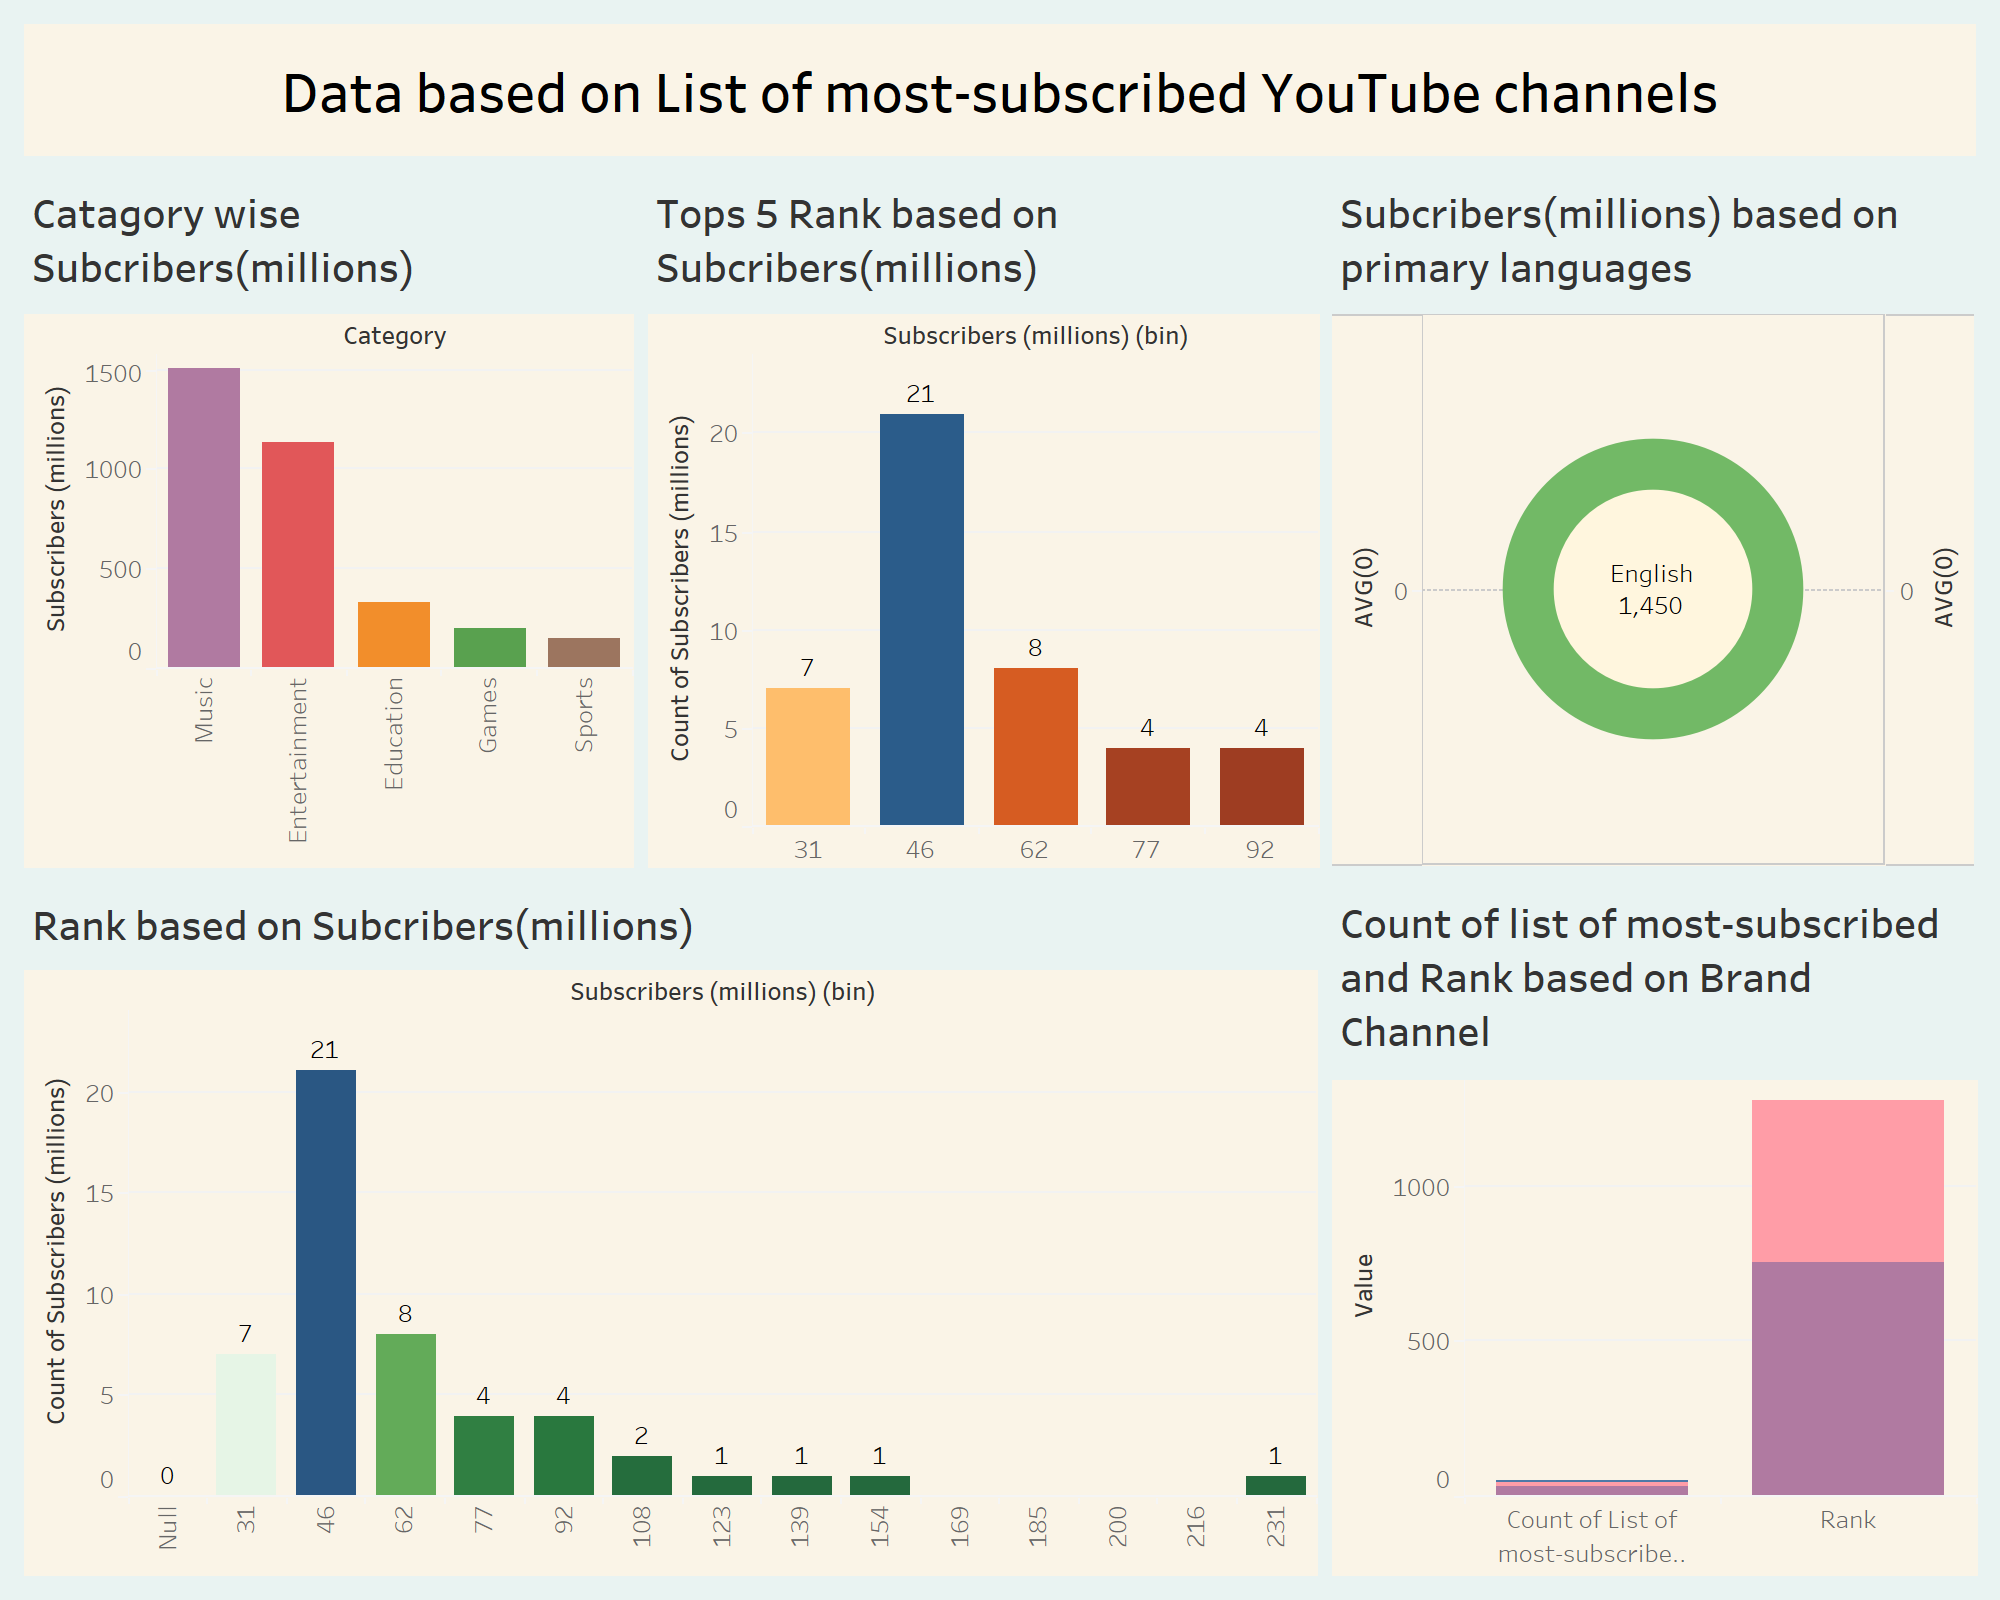 Data based on List of most-subscribed YouTube channels
Catagory wise
Subcribers(millions)
Category
Subscribers (millions)
1500
1000
500
0
Music
Entertainment
Education
Games
Sports
Tops 5 Rank based on
Subcribers(millions)
Subscribers (millions) (bin)
Count of Subscribers (millions)
20
15
10
5
0
7
21
8
4
4
31
46
62
77
92
Subcribers(millions) based on
primary languages
AVG(0)
0
English
1,450
0
AVG(0)
Rank based on Subcribers(millions)
Subscribers (millions) (bin)
Count of Subscribers (millions)
20
15
10
5
0
0
7
21
8
4
4
2
1
1
1
1
Null
31
46
62
77
92
108
123
139
154
169
185
200
216
231
Count of list of most-subscribed
and Rank based on Brand
Channel
Value
1000
500
0
Count of List of
most-subscribe..
Rank